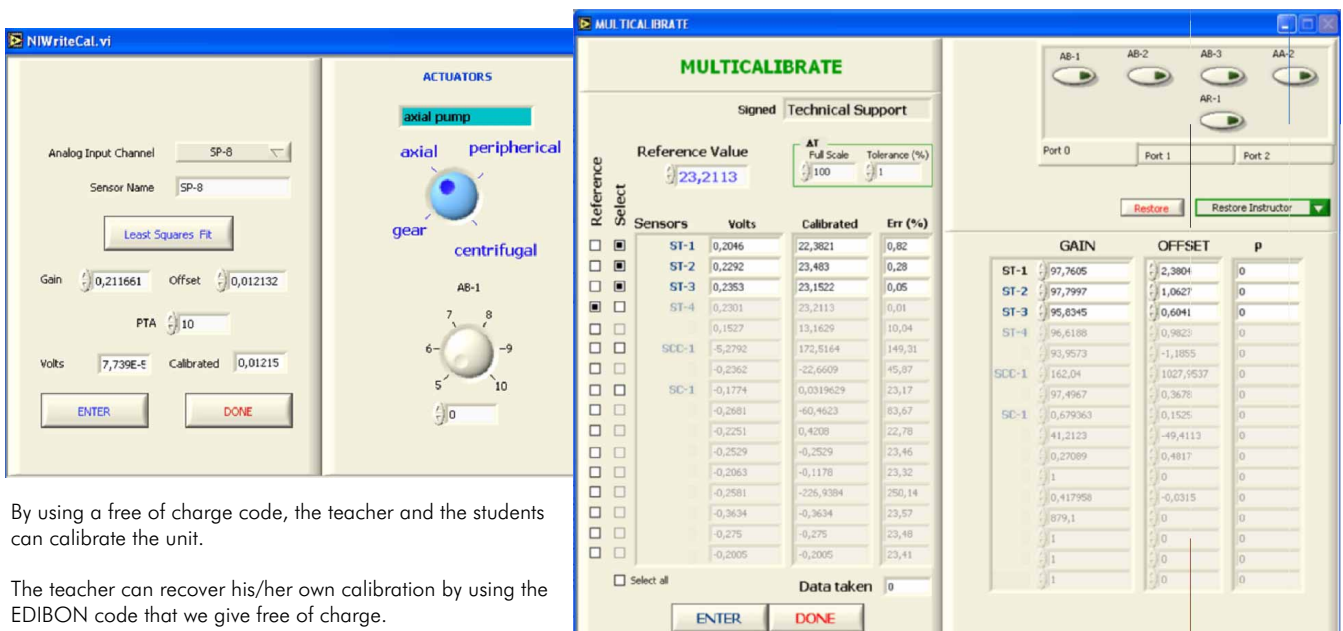 NIWriteCal.vi
Analog Input Channel SP-8
Sensor Name SP-8
Least Squares Fit
Gain 0,211661 Offset 0,012132
PTA 10
Volts 7,739E-5 Calibrated 0,01215
ENTER DONE
ACTUATORS
axial pump
axial peripherical
gear
centrifugal
AB-1
7 8
6 9
5 10
0
By using a free of charge code, the teacher and the students
can calibrate the unit.
The teacher can recover his/her own calibration by using the
EDIBON code that we give free of charge.
MULTICALIBRATE
MULTICALIBRATE
Signed Technical Support
Reference Value
23,2113
ΔT
Full Scale Tolerance (%)
100 1
Reference Select Sensors Volts Calibrated Err (%)
ST-1 0,2046 22,3821 0,82
ST-2 0,2292 23,483 0,28
ST-3 0,2353 23,1522 0,05
ST-4 0,2301 23,2113 0,01
0,1527 13,1629 10,04
SCC-1 -5,2792 172,5164 149,31
-0,2362 -22,6609 45,87
SC-1 -0,1774 0,0319629 23,17
-0,2681 -60,4623 83,67
-0,2251 0,4208 22,78
-0,2529 -0,2529 23,46
-0,2063 -0,1178 23,32
-0,2581 -226,9384 250,14
-0,3634 -0,3634 23,57
-0,275 -0,275 23,48
-0,2005 -0,2005 23,41
Select all
Data taken 0
ENTER DONE
AB-1 AB-2 AB-3 AA-2
AR-1
Port 0 Port 1 Port 2
Restore Restore Instructor
GAIN OFFSET p
ST-1 97,7605 2,3804 0
ST-2 97,7997 1,0627 0
ST-3 95,8345 0,6041 0
ST-4 96,6188 0,9823 0
93,9573 -1,1855 0
SCC-1 162,04 1027,9537 0
97,4967 0,3678 0
SC-1 0,679363 0,1525 0
41,2123 -49,4113 0
0,27089 0,4817 0
1 0 0
0,417958 -0,0315 0
879,1 0 0
1 0 0
1 0 0
1 0 0